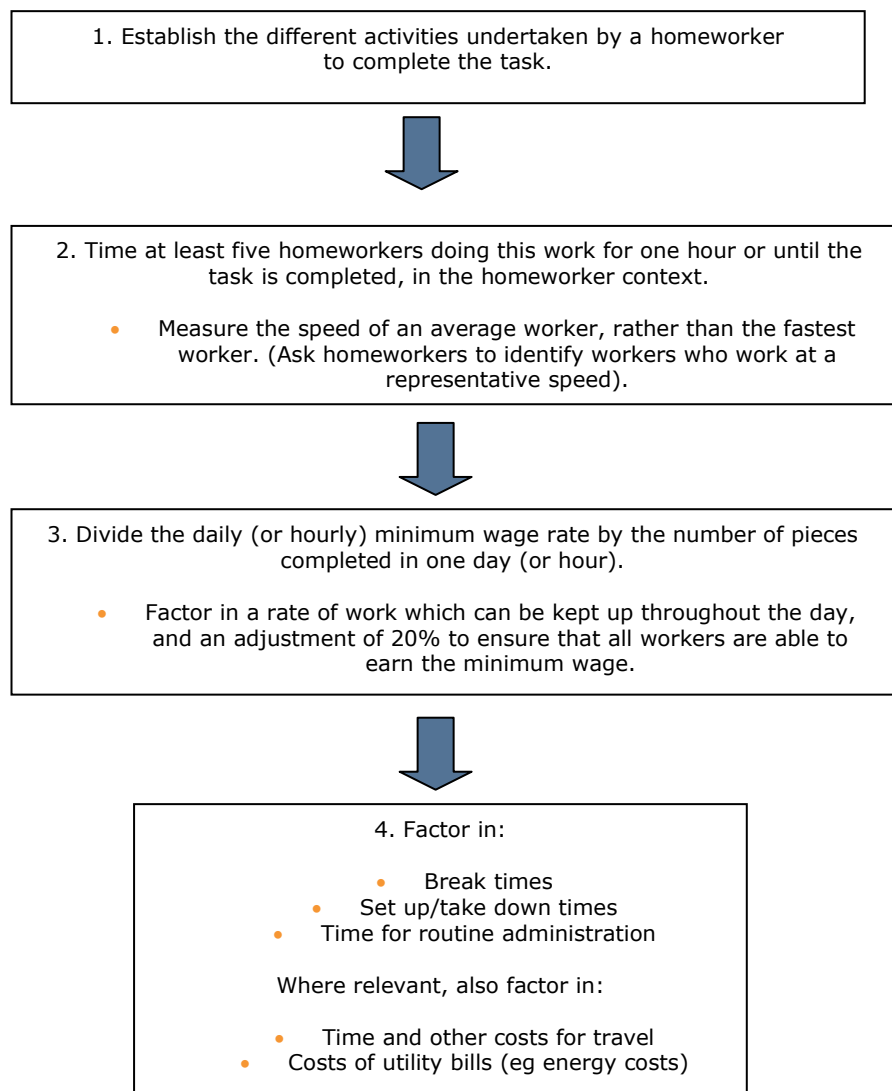 1. Establish the different activities undertaken by a homeworker
to complete the task.
2. Time at least five homeworkers doing this work for one hour or until the
task is completed, in the homeworker context.
• Measure the speed of an average worker, rather than the fastest
worker. (Ask homeworkers to identify workers who work at a
representative speed).
3. Divide the daily (or hourly) minimum wage rate by the number of pieces
completed in one day (or hour).
• Factor in a rate of work which can be kept up throughout the day,
and an adjustment of 20% to ensure that all workers are able to
earn the minimum wage.
4. Factor in:
• Break times
• Set up/take down times
• Time for routine administration
Where relevant, also factor in:
• Time and other costs for travel
• Costs of utility bills (eg energy costs)